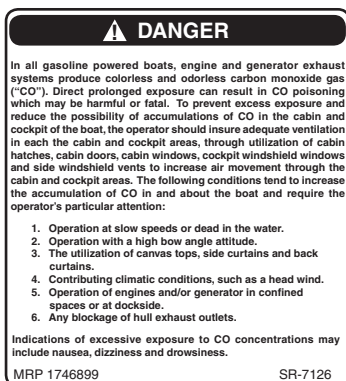 DANGER
In all gasoline powered boats, engine and generator exhaust
systems produce colorless and odorless carbon monoxide gas
(“CO”). Direct prolonged exposure can result in CO poisoning
which may be harmful or fatal. To prevent excess exposure and
reduce the possibility of accumulations of CO in the cabin and
cockpit of the boat, the operator should insure adequate ventilation
in each the cabin and cockpit areas, through utilization of cabin
hatches, cabin doors, cabin windows, cockpit windshield windows
and side windshield vents to increase air movement through the
cabin and cockpit areas. The following conditions tend to increase
the accumulation of CO in and about the boat and require the
operator’s particular attention:
1. Operation at slow speeds or dead in the water.
2. Operation with a high bow angle attitude.
3. The utilization of canvas tops, side curtains and back
curtains.
4. Contributing climatic conditions, such as a head wind.
5. Operation of engines and/or generator in confined
spaces or at dockside.
6. Any blockage of hull exhaust outlets.
Indications of excessive exposure to CO concentrations may
include nausea, dizziness and drowsiness.
MRP 1746899 SR-7126